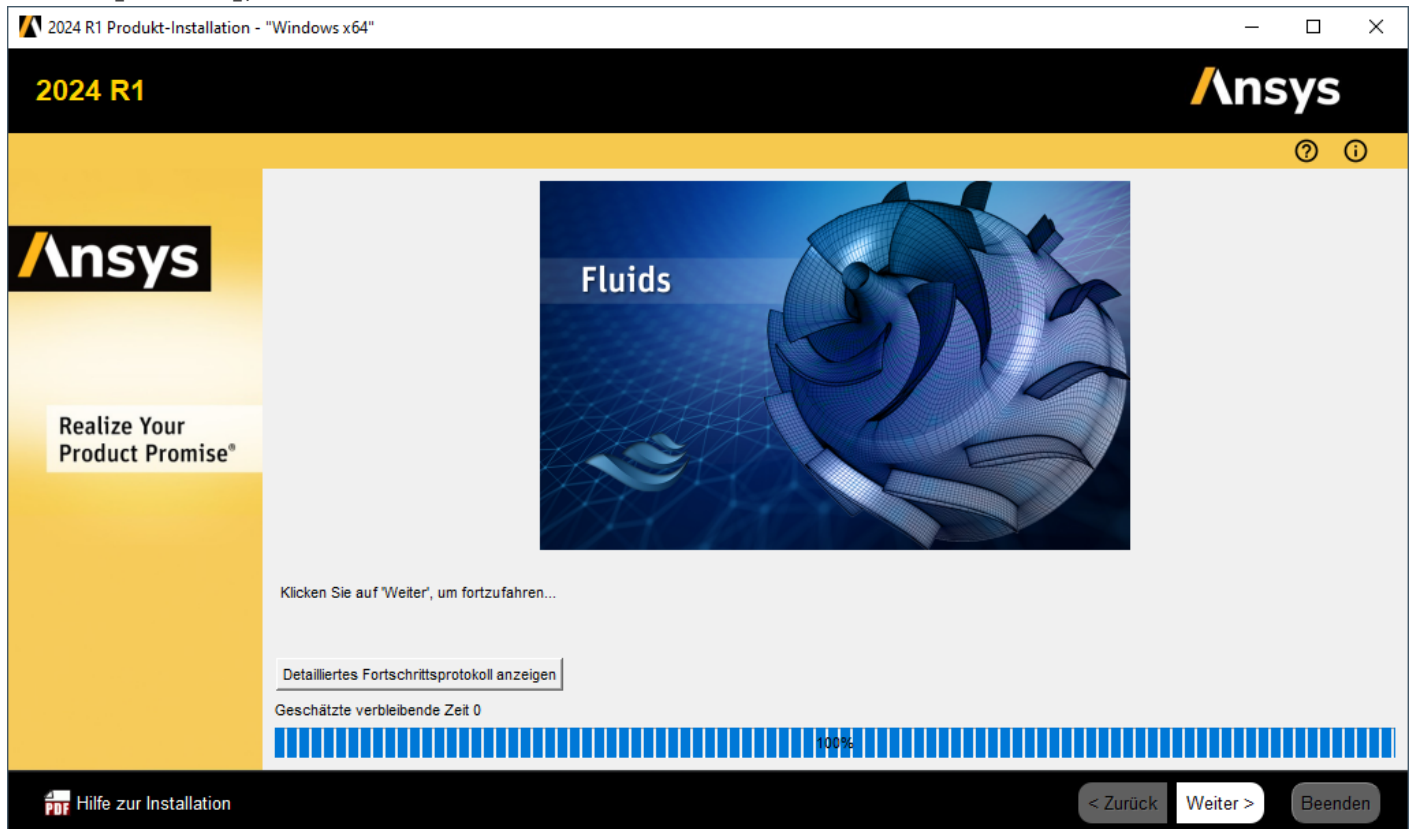 2024 R1 Produkt-Installation - "Windows x64"
2024 R1
Ansys
Ansys
Fluids
Realize Your
Product Promise®
Klicken Sie auf 'Weiter', um fortzufahren...
Detailliertes Fortschrittsprotokoll anzeigen
Geschätzte verbleibende Zeit 0
100%
PDF Hilfe zur Installation
< Zurück Weiter > Beenden